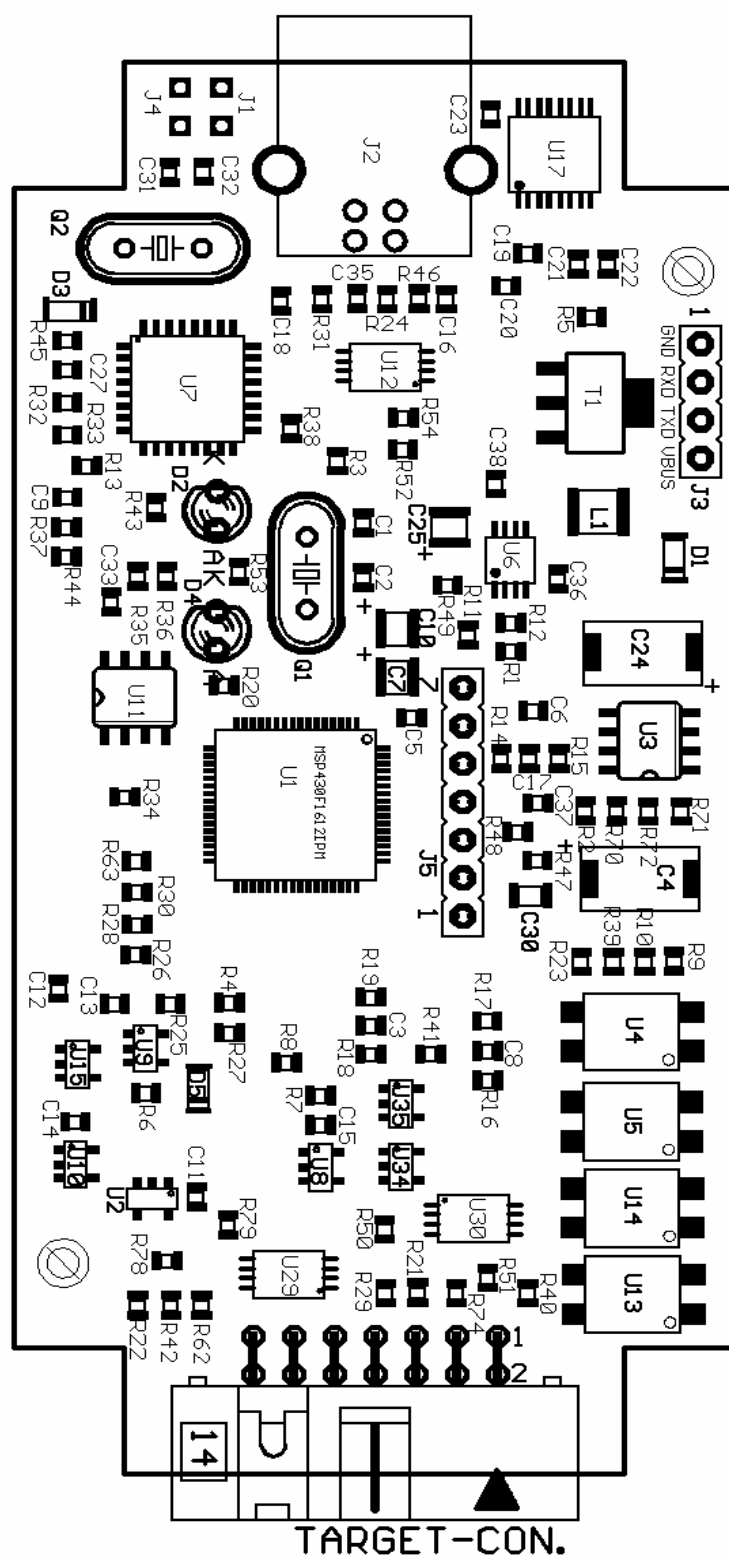 J4
J1
J2
C23
U17
C31
C32
Q2
C19
C21
C22
D3
C35
R46
C20
R5
1
R45
C18
R31
R24
C16
GND RXD TXD VBUS
C27
U7
U12
T1
R32
R33
R38
R54
R13
D2
K
R3
R52
C38
J3
C9
R43
C1
C25+
L1
R37
U6
D1
R44
A
K
R53
C33
D4
C2
C36
R35
R36
+
R49
R11
R12
C10
C24
Q1
+
R1
U11
A
R20
C7
7
+
C6
U3
C5
R14
R15
U1
MSP430F1612IPM
R34
C17
C37
R2
R70
R72
R71
R48
R63
J5
R47
+
C4
R30
R28
1
C30
R26
R23
R39
R10
R9
C12
C13
R4
R19
R17
R25
C3
R41
U4
U9
R27
R8
R18
C8
U15
R6
D5
R7
U35
R16
C14
C15
U5
U10
U8
U34
U2
C11
R79
R50
U30
U14
R78
U29
R21
R51
U13
R22
R42
R62
R29
R74
R40
1
2
14
TARGET-CON.